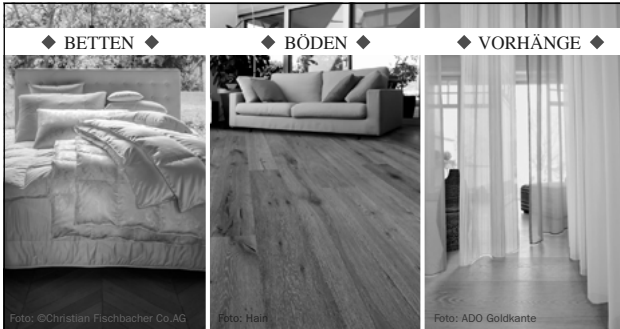 ◆ BETTEN ◆
◆ BÖDEN ◆
◆ VORHÄNGE ◆
Foto: ©Christian Fischbacher Co.AG
Foto: Hain
Foto: ADO Goldkante